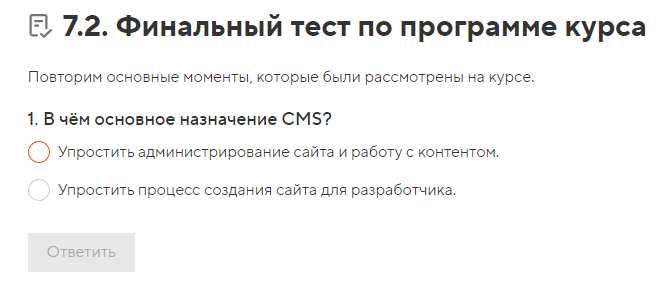 7.2. Финальный тест по программе курса
Повторим основные моменты, которые были рассмотрены на курсе.
1. В чём основное назначение CMS?
Упростить администрирование сайта и работу с контентом.
Упростить процесс создания сайта для разработчика.
Ответить